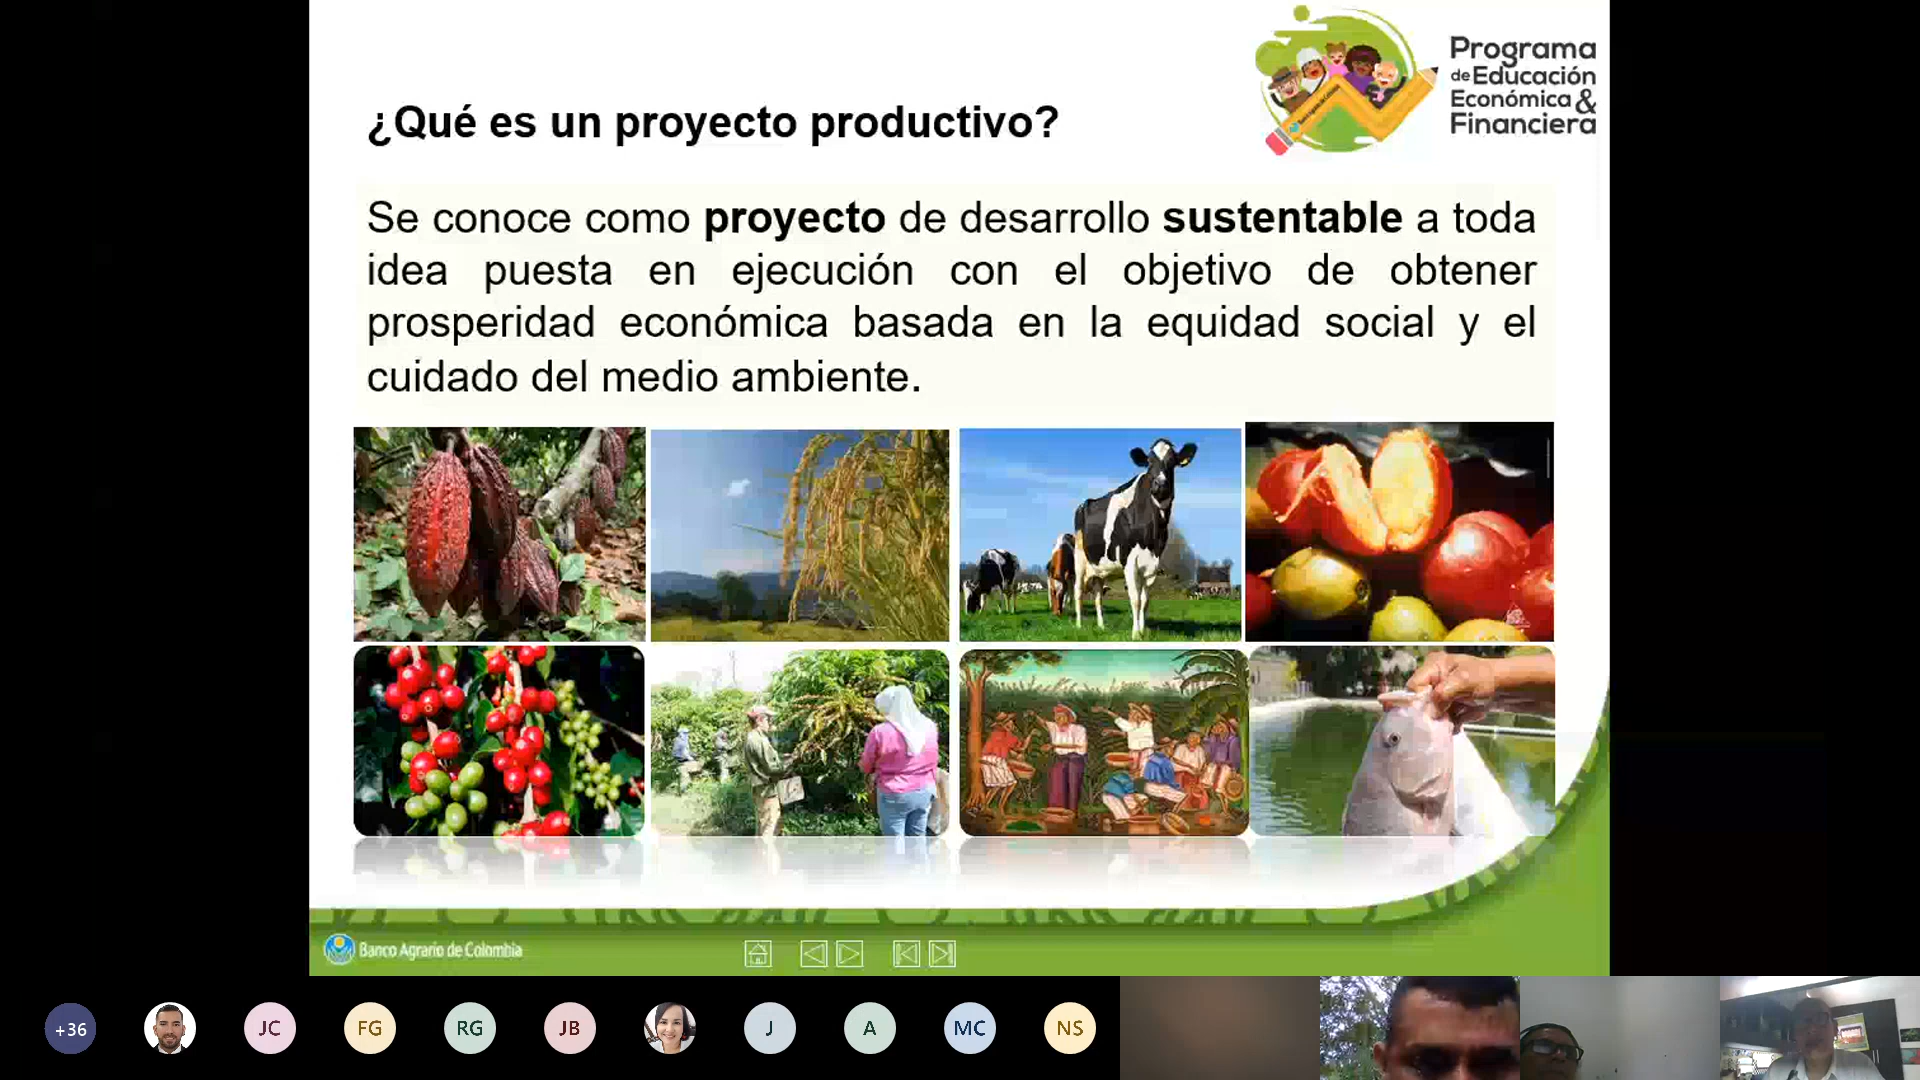 Programa
de Educación
Económica &
Financiera
¿Qué es un proyecto productivo?
Se conoce como proyecto de desarrollo sustentable a toda
idea puesta en ejecución con el objetivo de obtener
prosperidad económica basada en la equidad social y el
cuidado del medio ambiente.
Banco Agrario de Colombia
+36
JC
FG
RG
JB
J
A
MC
NS